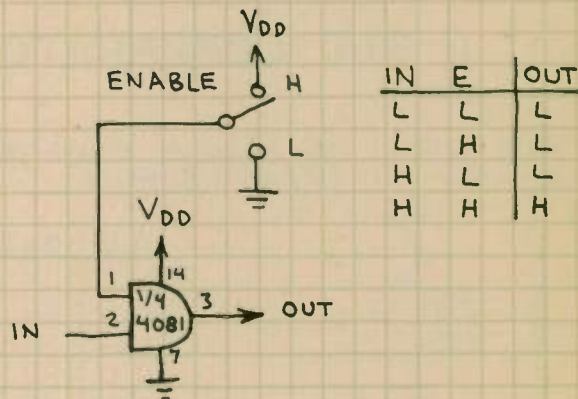 VDD
ENABLE H
L
VDD
1 14
1/4 3 OUT
IN 2 4081
7
IN E OUT
L L L
L H L
H L L
H H H